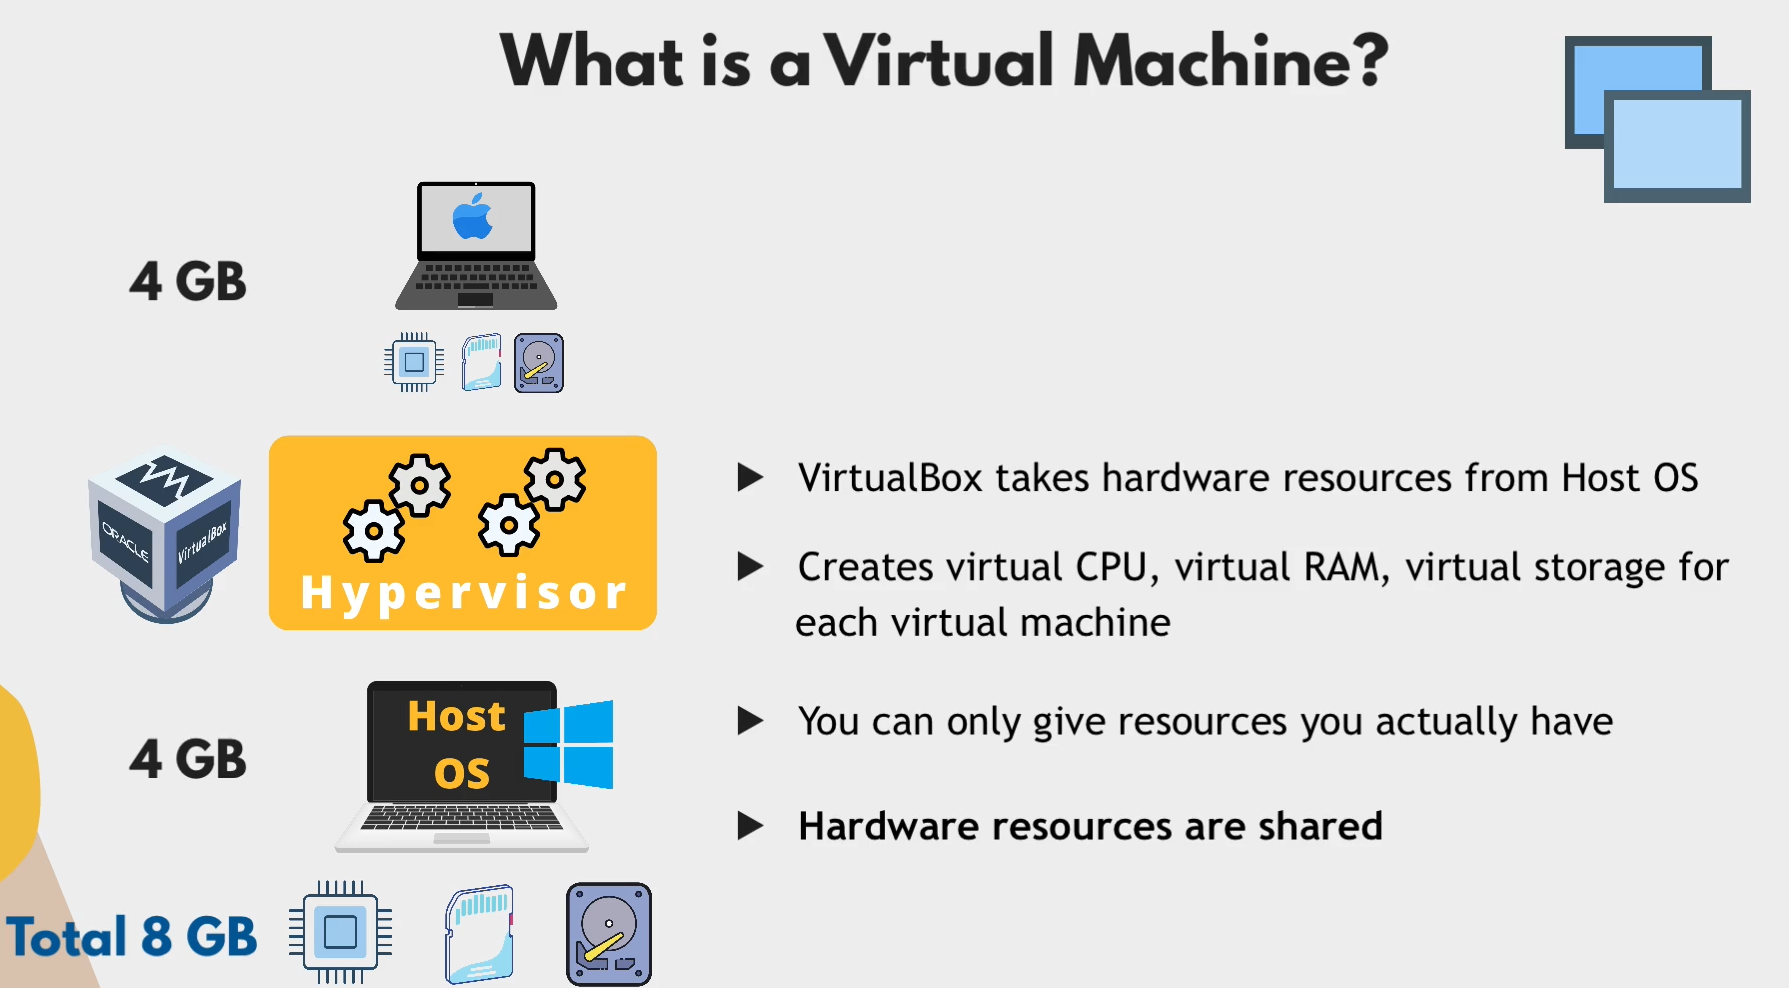 What is a Virtual Machine?
4 GB
ORACLE
VirtualBox
Hypervisor
VirtualBox takes hardware resources from Host OS
Creates virtual CPU, virtual RAM, virtual storage for
each virtual machine
4 GB
Host
OS
You can only give resources you actually have
Hardware resources are shared
Total 8 GB